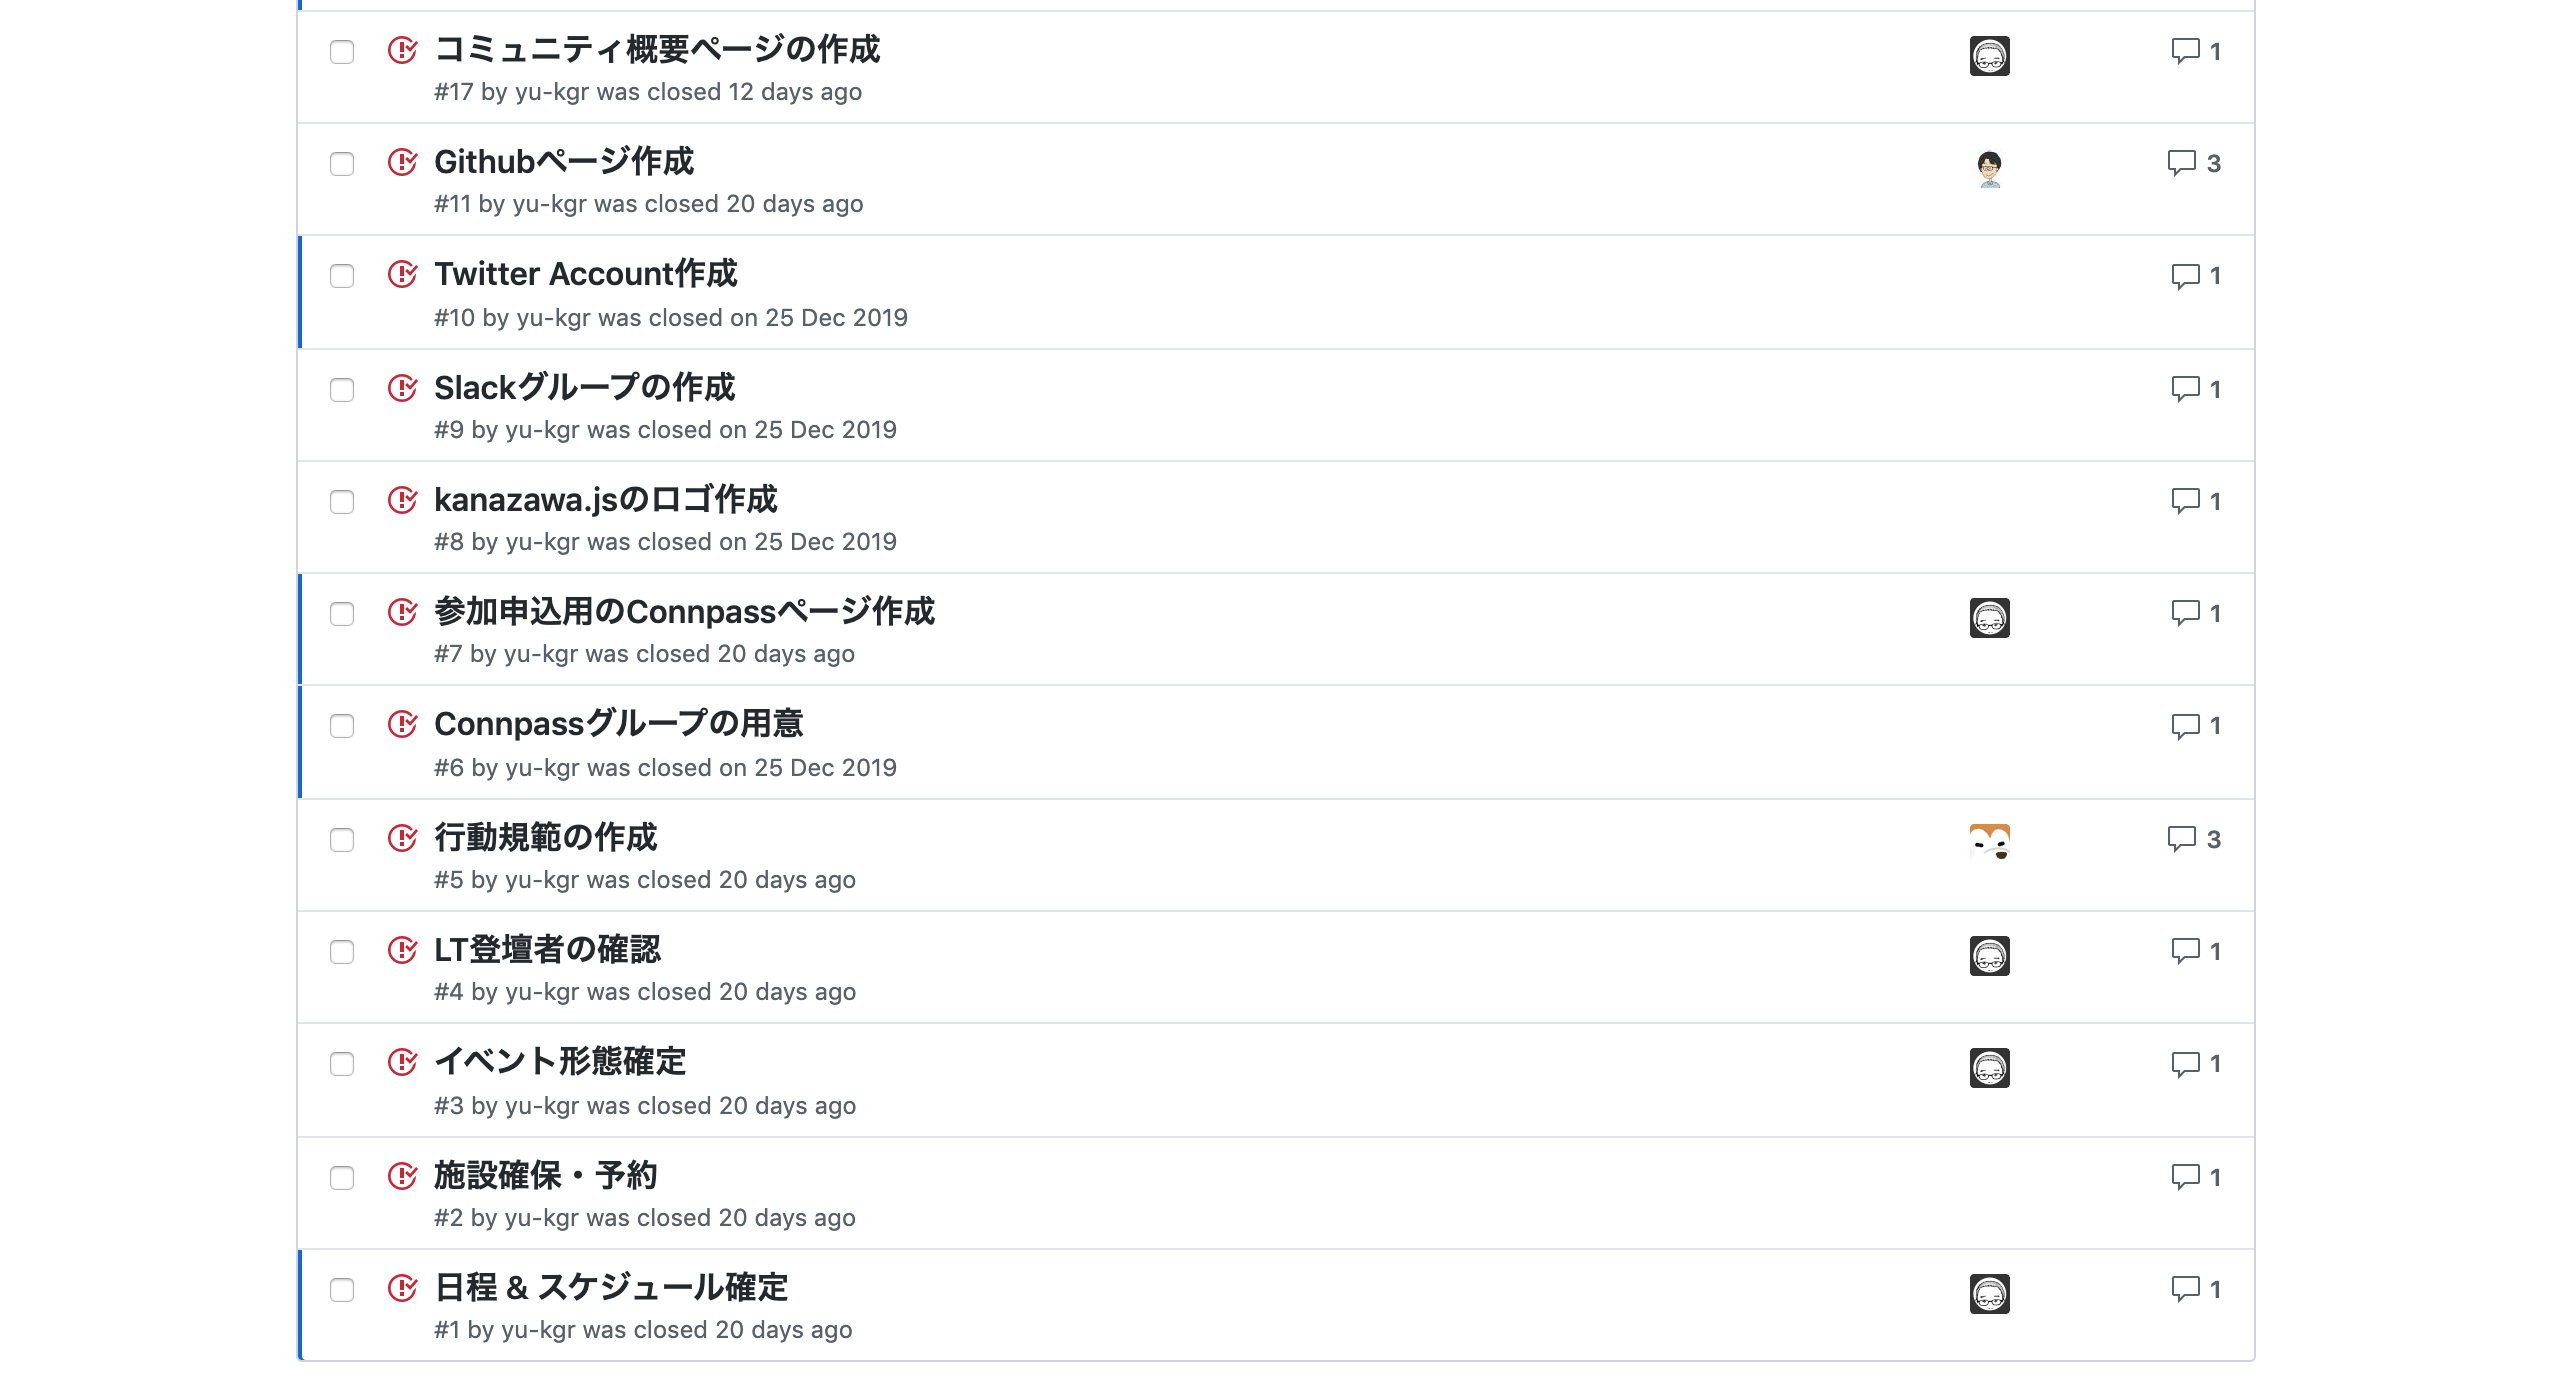 コミュニティ概要ページの作成
1
#17 by yu-kgr was closed 12 days ago
Githubページ作成
3
#11 by yu-kgr was closed 20 days ago
Twitter Account作成
1
#10 by yu-kgr was closed on 25 Dec 2019
Slackグループの作成
1
#9 by yu-kgr was closed on 25 Dec 2019
kanazawa.jsのロゴ作成
1
#8 by yu-kgr was closed on 25 Dec 2019
参加申込用のConnpassページ作成
1
#7 by yu-kgr was closed 20 days ago
Connpassグループの用意
1
#6 by yu-kgr was closed on 25 Dec 2019
行動規範の作成
3
#5 by yu-kgr was closed 20 days ago
LT登壇者の確認
1
#4 by yu-kgr was closed 20 days ago
イベント形態確定
1
#3 by yu-kgr was closed 20 days ago
施設確保・予約
1
#2 by yu-kgr was closed 20 days ago
日程 & スケジュール確定
1
#1 by yu-kgr was closed 20 days ago